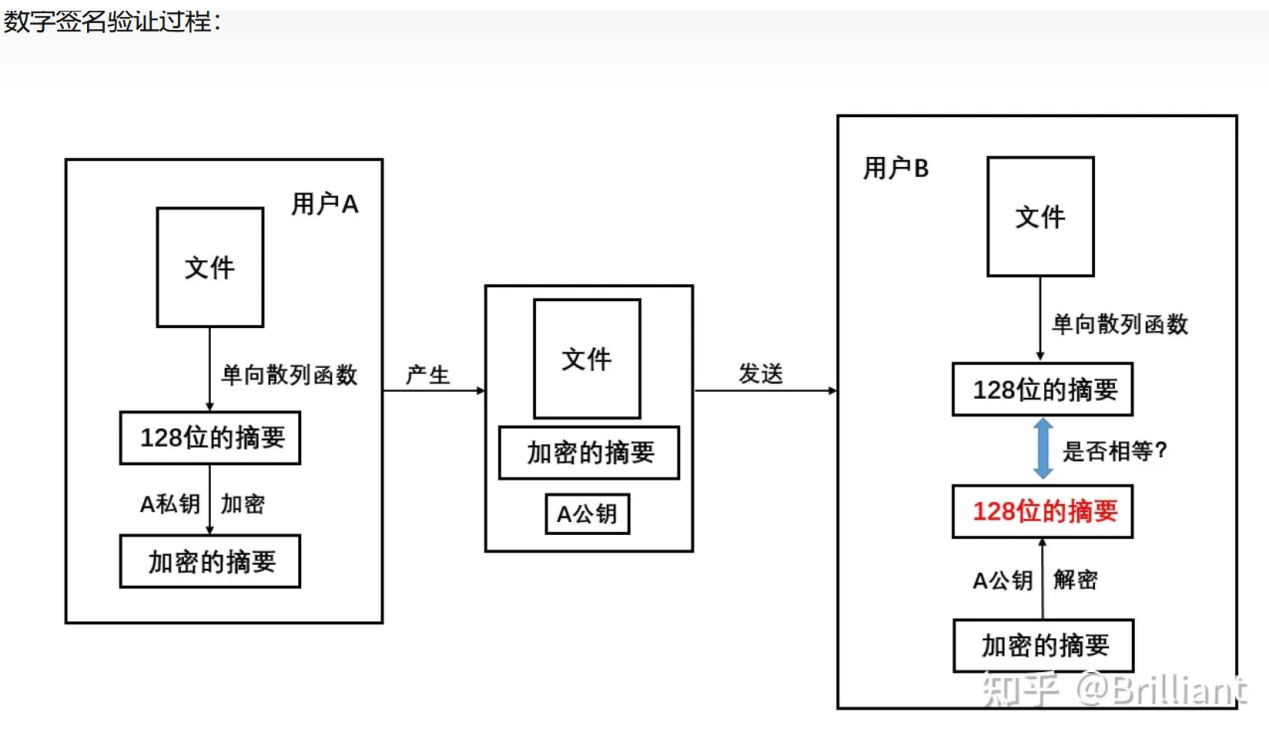 数字签名验证过程：
用户A
文件
单向散列函数
128位的摘要
A私钥 加密
加密的摘要
产生
文件
加密的摘要
A公钥
发送
用户B
文件
单向散列函数
128位的摘要
是否相等？
128位的摘要
A公钥 解密
加密的摘要
知乎 @Brilliant